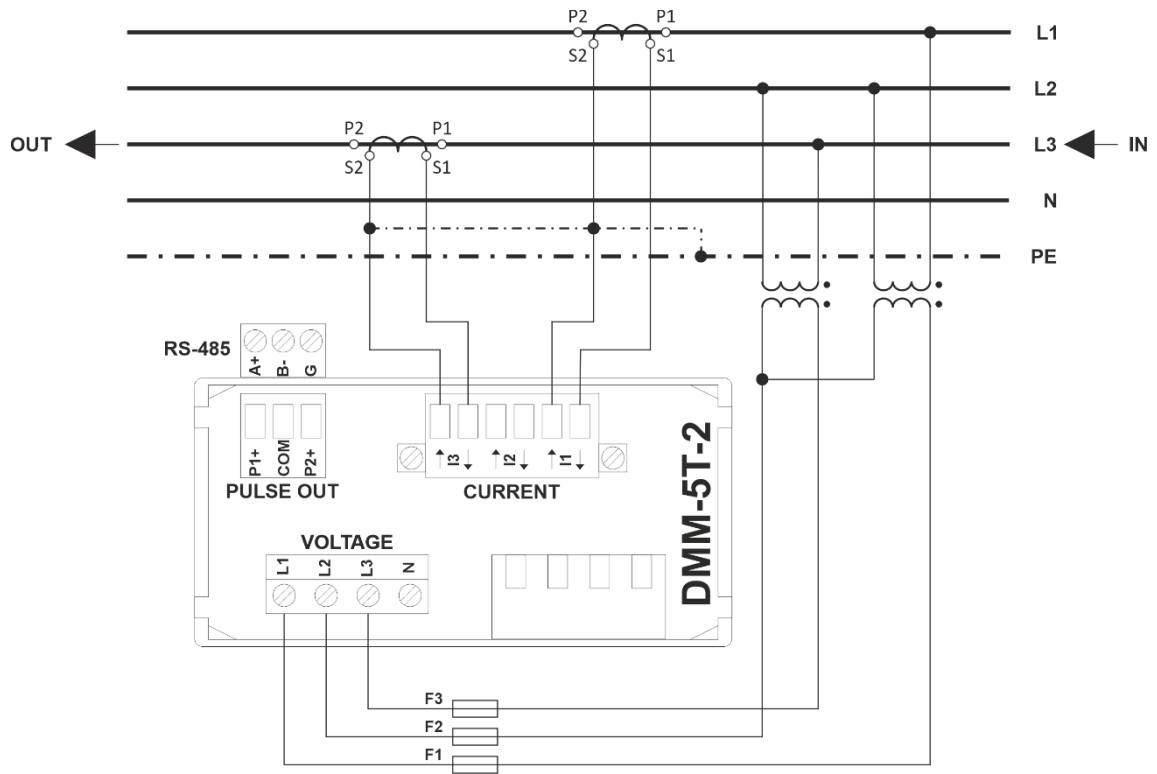 P2 P1 L1
S2 S1
L2
P2 P1
OUT L3 IN
S2 S1
N
PE
RS-485
A+ B- G
P1+ COM P2+
PULSE OUT
I3 I2 I1
CURRENT
DMM-5T-2
VOLTAGE
L1 L2 L3 N
F3
F2
F1